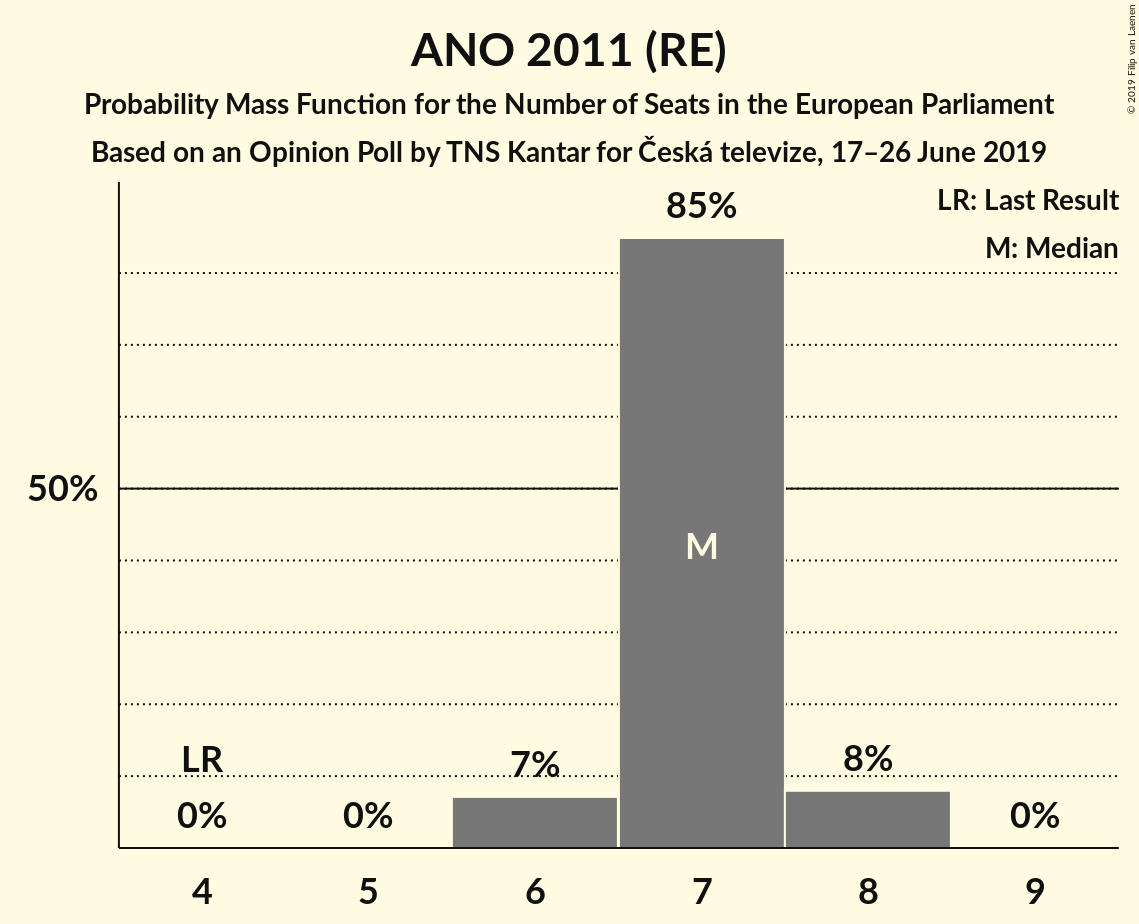 ANO 2011 (RE)
Probability Mass Function for the Number of Seats in the European Parliament
Based on an Opinion Poll by TNS Kantar for Česká televize, 17–26 June 2019
© 2019 Filip van Laenen
LR: Last Result
M: Median
85%
50%
M
LR
7%
8%
0%
0%
0%
4 5 6 7 8 9